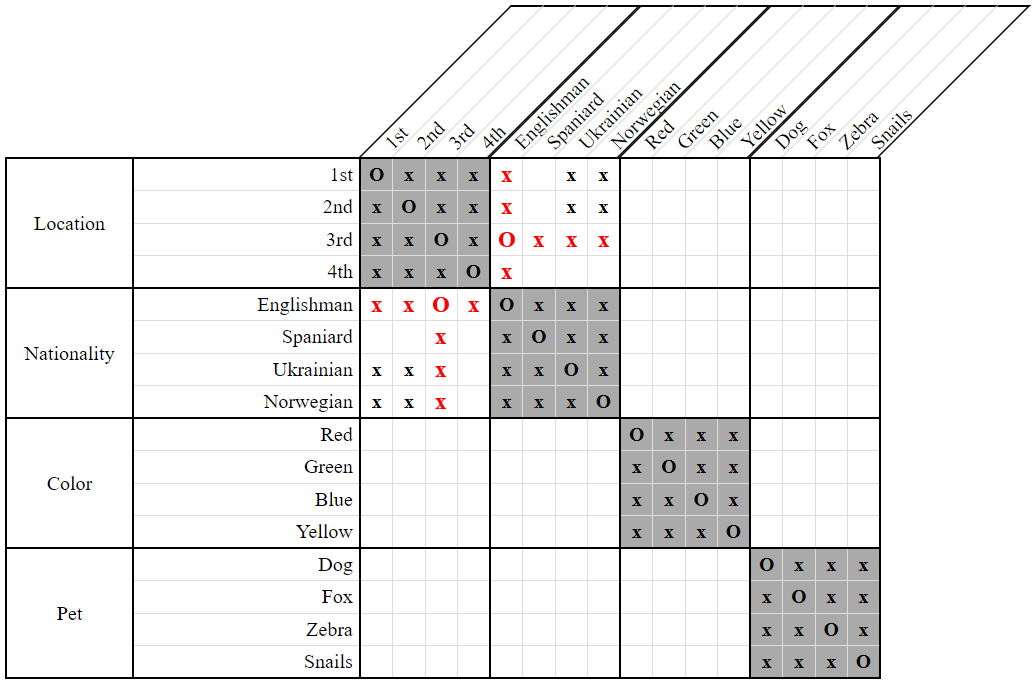 1st 2nd 3rd 4th Englishman Spaniard Ukrainian Norwegian Red Green Blue Yellow Dog Fox Zebra Snails
Location
1st O x x x x x x
2nd x O x x x x x
3rd x x O x O x x x
4th x x x O x
Nationality
Englishman x x O x O x x x
Spaniard x x O x x
Ukrainian x x x x x O x
Norwegian x x x x x x O
Color
Red O x x x
Green x O x x
Blue x x O x
Yellow x x x O
Pet
Dog O x x x
Fox x O x x
Zebra x x O x
Snails x x x O